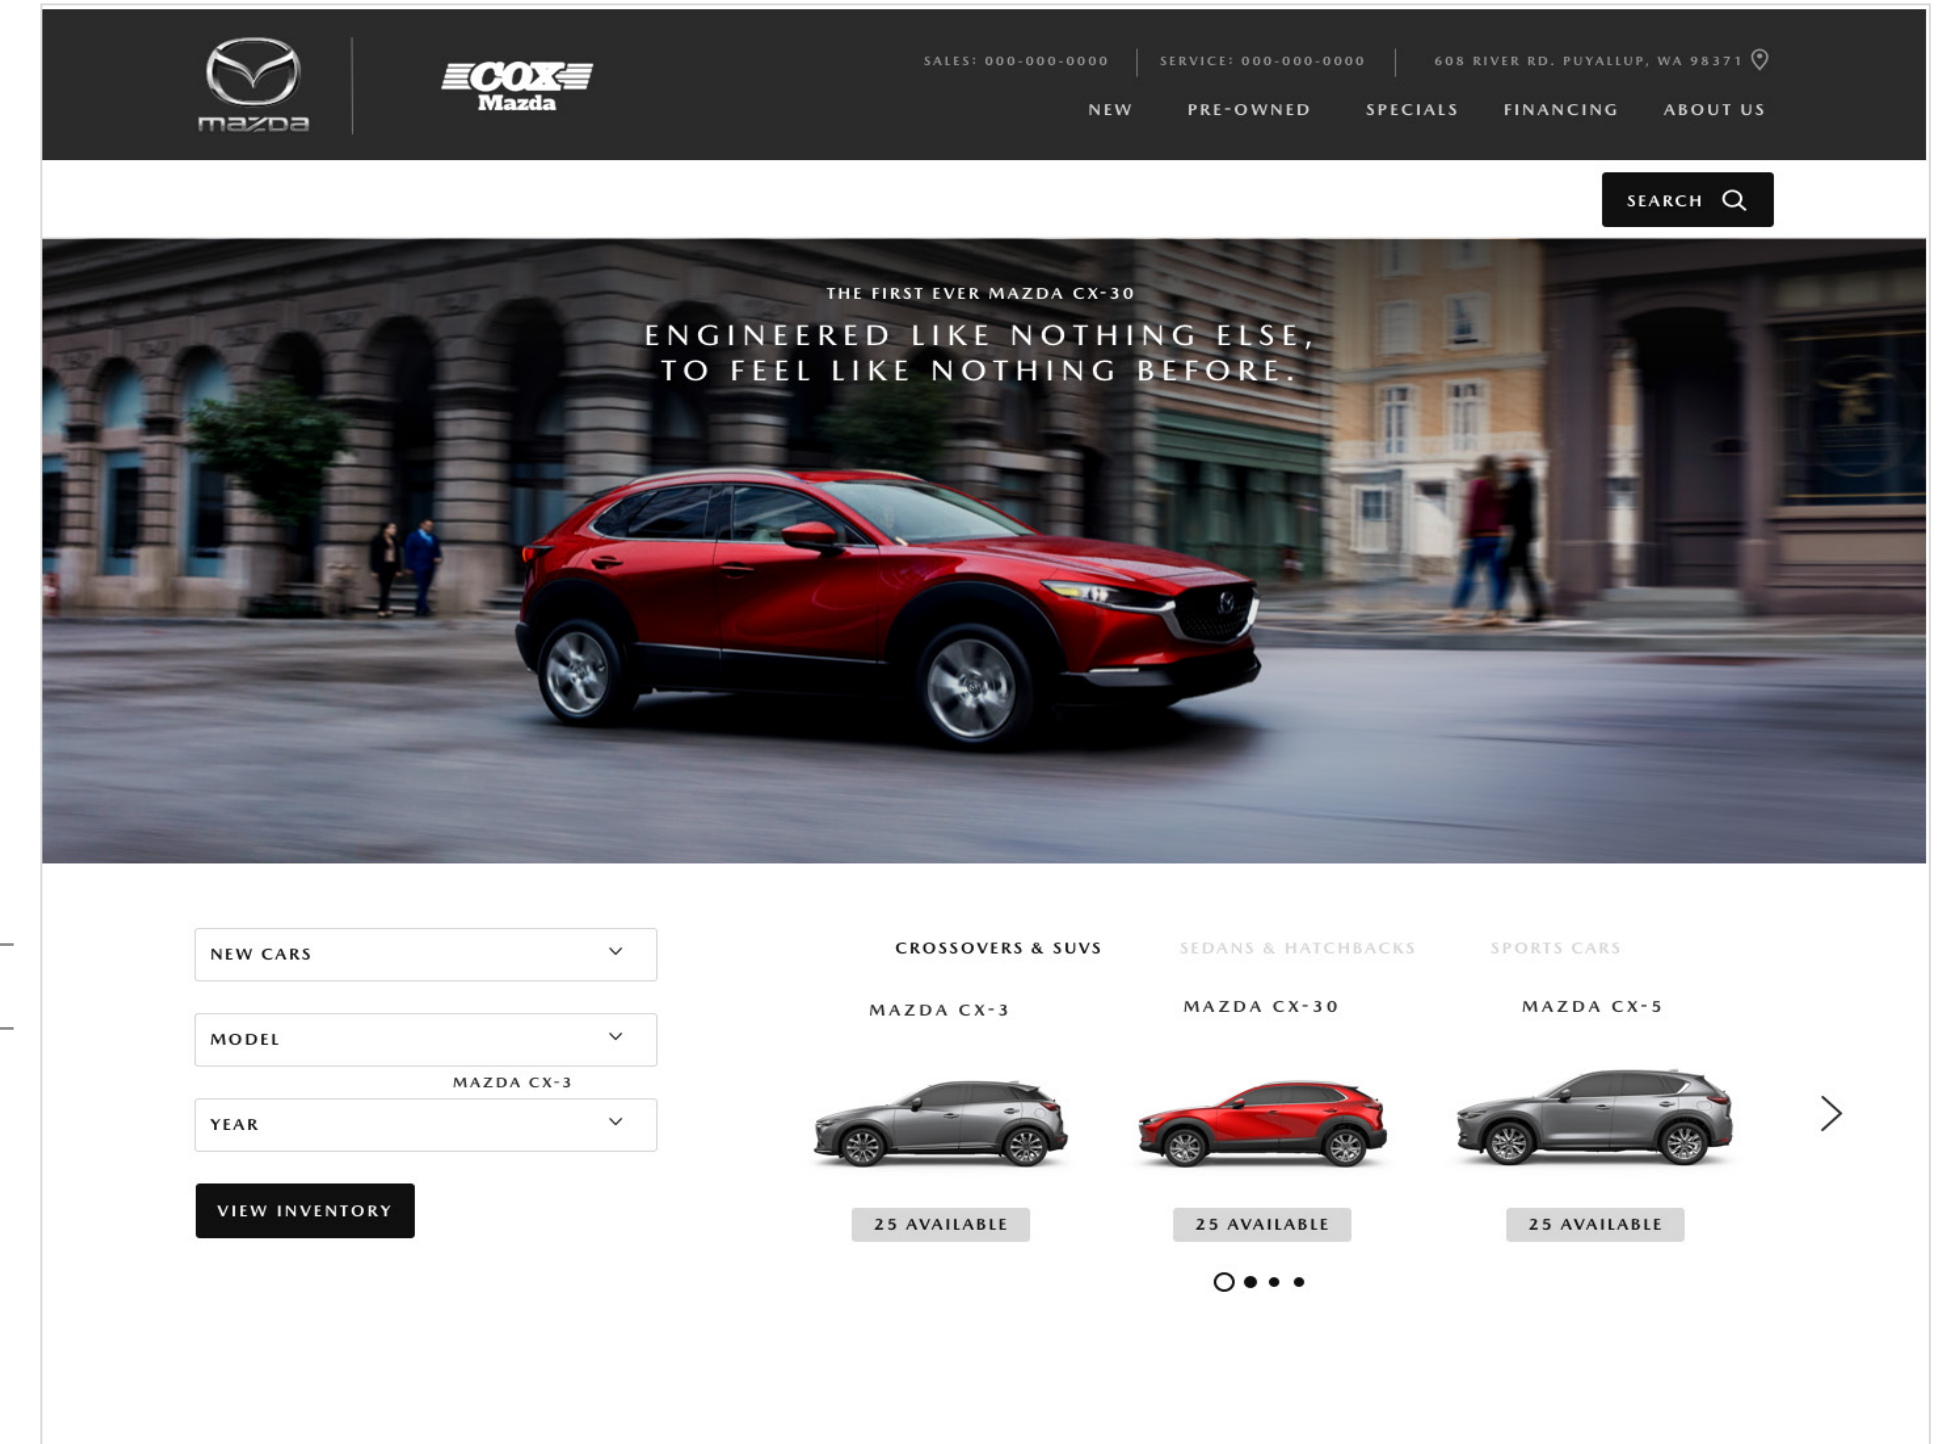 mazda
COX
Mazda
SALES: 000-000-0000
SERVICE: 000-000-0000
608 RIVER RD. PUYALLUP, WA 98371
NEW
PRE-OWNED
SPECIALS
FINANCING
ABOUT US
SEARCH
THE FIRST EVER MAZDA CX-30
ENGINEERED LIKE NOTHING ELSE,
TO FEEL LIKE NOTHING BEFORE.
NEW CARS
MODEL
MAZDA CX-3
YEAR
VIEW INVENTORY
CROSSOVERS & SUVS
SEDANS & HATCHBACKS
SPORTS CARS
MAZDA CX-3
MAZDA CX-30
MAZDA CX-5
25 AVAILABLE
25 AVAILABLE
25 AVAILABLE